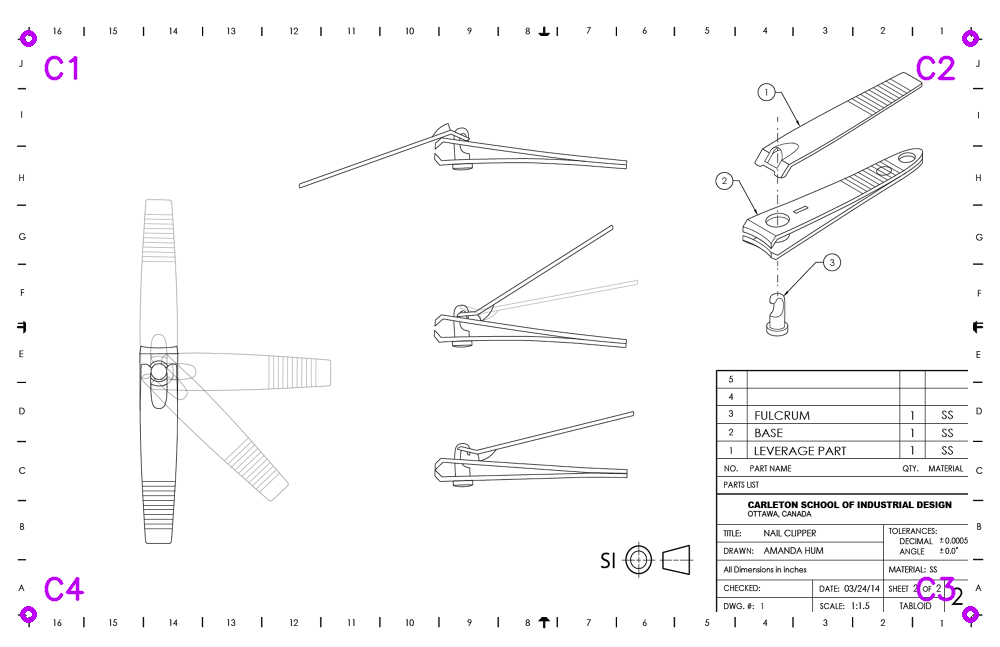 16 15 14 13 12 11 10 9 8 7 6 5 4 3 2 1
C1 C2
J J
I I
H H
G G
F F
E E
D D
C C
B B
A A
1
2
3
5
4
3 FULCRUM 1 SS
2 BASE 1 SS
1 LEVERAGE PART 1 SS
NO. PART NAME QTY. MATERIAL
PARTS LIST
CARLETON SCHOOL OF INDUSTRIAL DESIGN
OTTAWA, CANADA
TITLE: NAIL CLIPPER
TOLERANCES:
DECIMAL ±0.0005
ANGLE ±0.0°
DRAWN: AMANDA HUM
SI
All Dimensions in Inches
MATERIAL: SS
CHECKED:
DATE: 03/24/14
SHEET 2 OF 2
2
DWG. #: 1
SCALE: 1:1.5
TABLOID
C4 C3
16 15 14 13 12 11 10 9 8 7 6 5 4 3 2 1